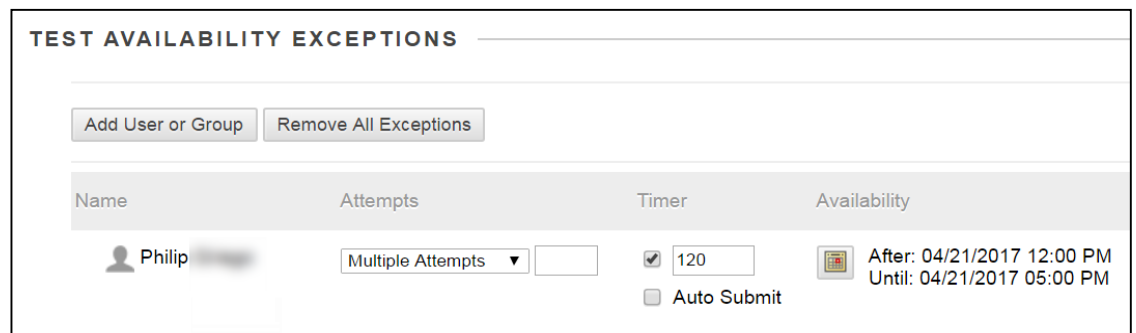 TEST AVAILABILITY EXCEPTIONS
Add User or Group Remove All Exceptions
Name Attempts Timer Availability
Philip Multiple Attempts 120 After: 04/21/2017 12:00 PM
Until: 04/21/2017 05:00 PM
Auto Submit